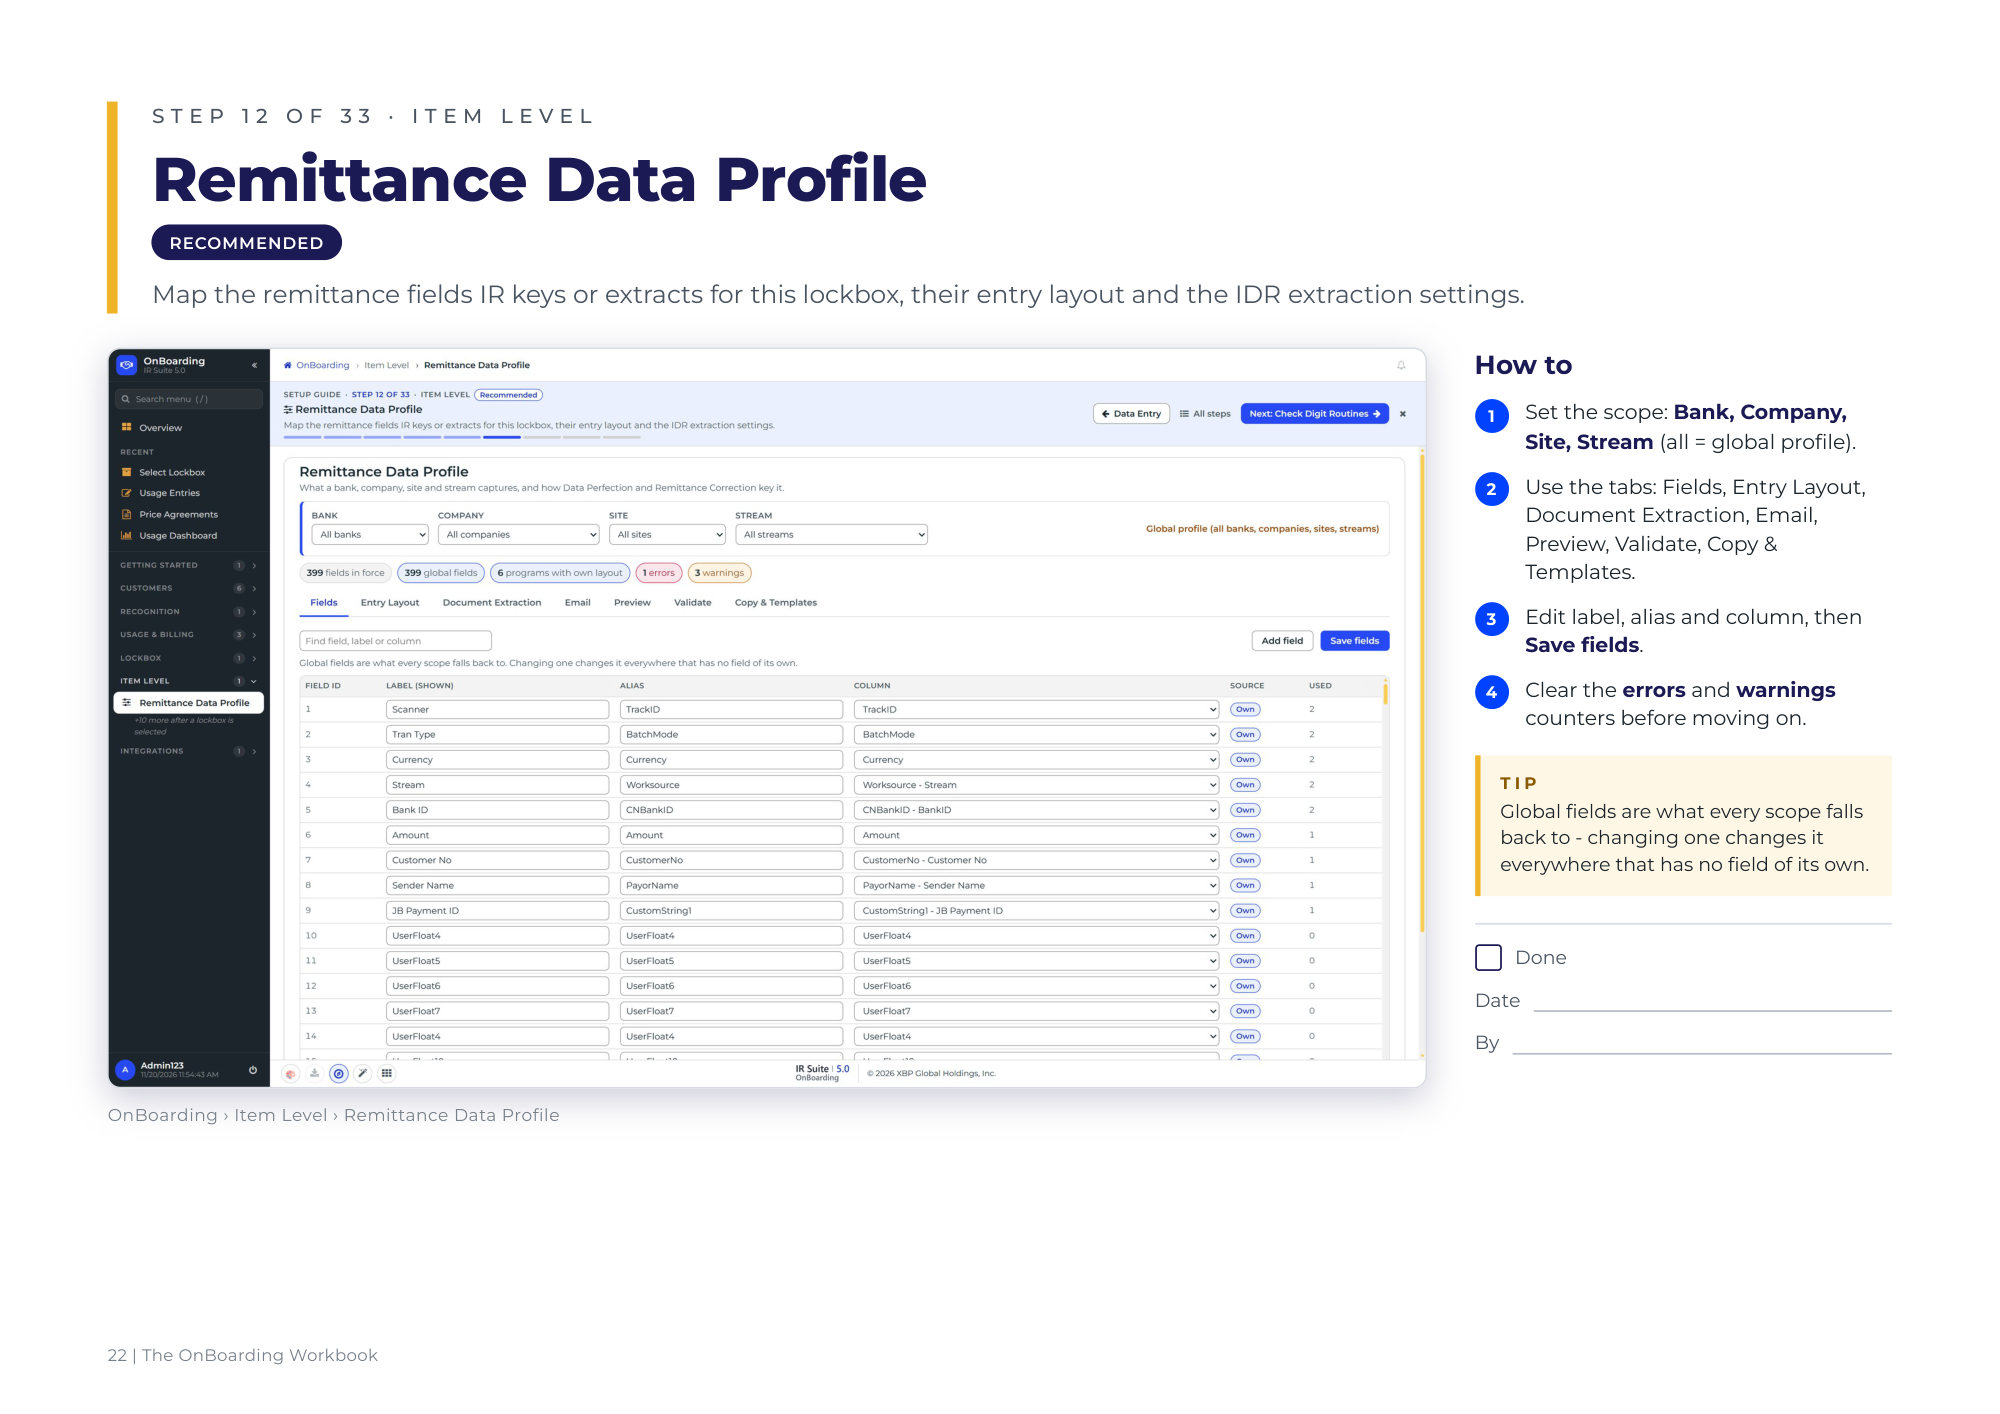 STEP 12 OF 33 · ITEM LEVEL
Remittance Data Profile
RECOMMENDED
Map the remittance fields IR keys or extracts for this lockbox, their entry layout and the IDR extraction settings.
OnBoarding
IR Suite 5.0
«
Search menu ( / )
Overview
RECENT
Select Lockbox
Usage Entries
Price Agreements
Usage Dashboard
GETTING STARTED 1 ›
CUSTOMERS 6 ›
RECOGNITION 1 ›
USAGE & BILLING 3 ›
LOCKBOX 1 ›
ITEM LEVEL 1
Remittance Data Profile
+10 more after a lockbox is
selected
INTEGRATIONS 1 ›
A
Admin123
11/20/2026 11:54:43 AM
OnBoarding › Item Level › Remittance Data Profile
SETUP GUIDE · STEP 12 OF 33 · ITEM LEVEL Recommended
Remittance Data Profile
Map the remittance fields IR keys or extracts for this lockbox, their entry layout and the IDR extraction settings.
← Data Entry
All steps
Next: Check Digit Routines →
×
Remittance Data Profile
What a bank, company, site and stream captures, and how Data Perfection and Remittance Correction key it.
BANK COMPANY SITE STREAM
All banks All companies All sites All streams
Global profile (all banks, companies, sites, streams)
399 fields in force 399 global fields 6 programs with own layout 1 errors 3 warnings
Fields Entry Layout Document Extraction Email Preview Validate Copy & Templates
Find field, label or column
Add field
Save fields
Global fields are what every scope falls back to. Changing one changes it everywhere that has no field of its own.
FIELD ID LABEL (SHOWN) ALIAS COLUMN SOURCE USED
1 Scanner TrackID TrackID Own 2
2 Tran Type BatchMode BatchMode Own 2
3 Currency Currency Currency Own 2
4 Stream Worksource Worksource - Stream Own 2
5 Bank ID CNBankID CNBankID - BankID Own 2
6 Amount Amount Amount Own 1
7 Customer No CustomerNo CustomerNo - Customer No Own 1
8 Sender Name PayorName PayorName - Sender Name Own 1
9 JB Payment ID CustomString1 CustomString1 - JB Payment ID Own 1
10 UserFloat4 UserFloat4 UserFloat4 Own 0
11 UserFloat5 UserFloat5 UserFloat5 Own 0
12 UserFloat6 UserFloat6 UserFloat6 Own 0
13 UserFloat7 UserFloat7 UserFloat7 Own 0
14 UserFloat4 UserFloat4 UserFloat4 Own 0
IR Suite | 5.0
OnBoarding
© 2026 XBP Global Holdings, Inc.
OnBoarding › Item Level › Remittance Data Profile
How to
1 Set the scope: Bank, Company,
Site, Stream (all = global profile).
2 Use the tabs: Fields, Entry Layout,
Document Extraction, Email,
Preview, Validate, Copy &
Templates.
3 Edit label, alias and column, then
Save fields.
4 Clear the errors and warnings
counters before moving on.
TIP
Global fields are what every scope falls
back to - changing one changes it
everywhere that has no field of its own.
Done
Date
By
22 | The OnBoarding Workbook